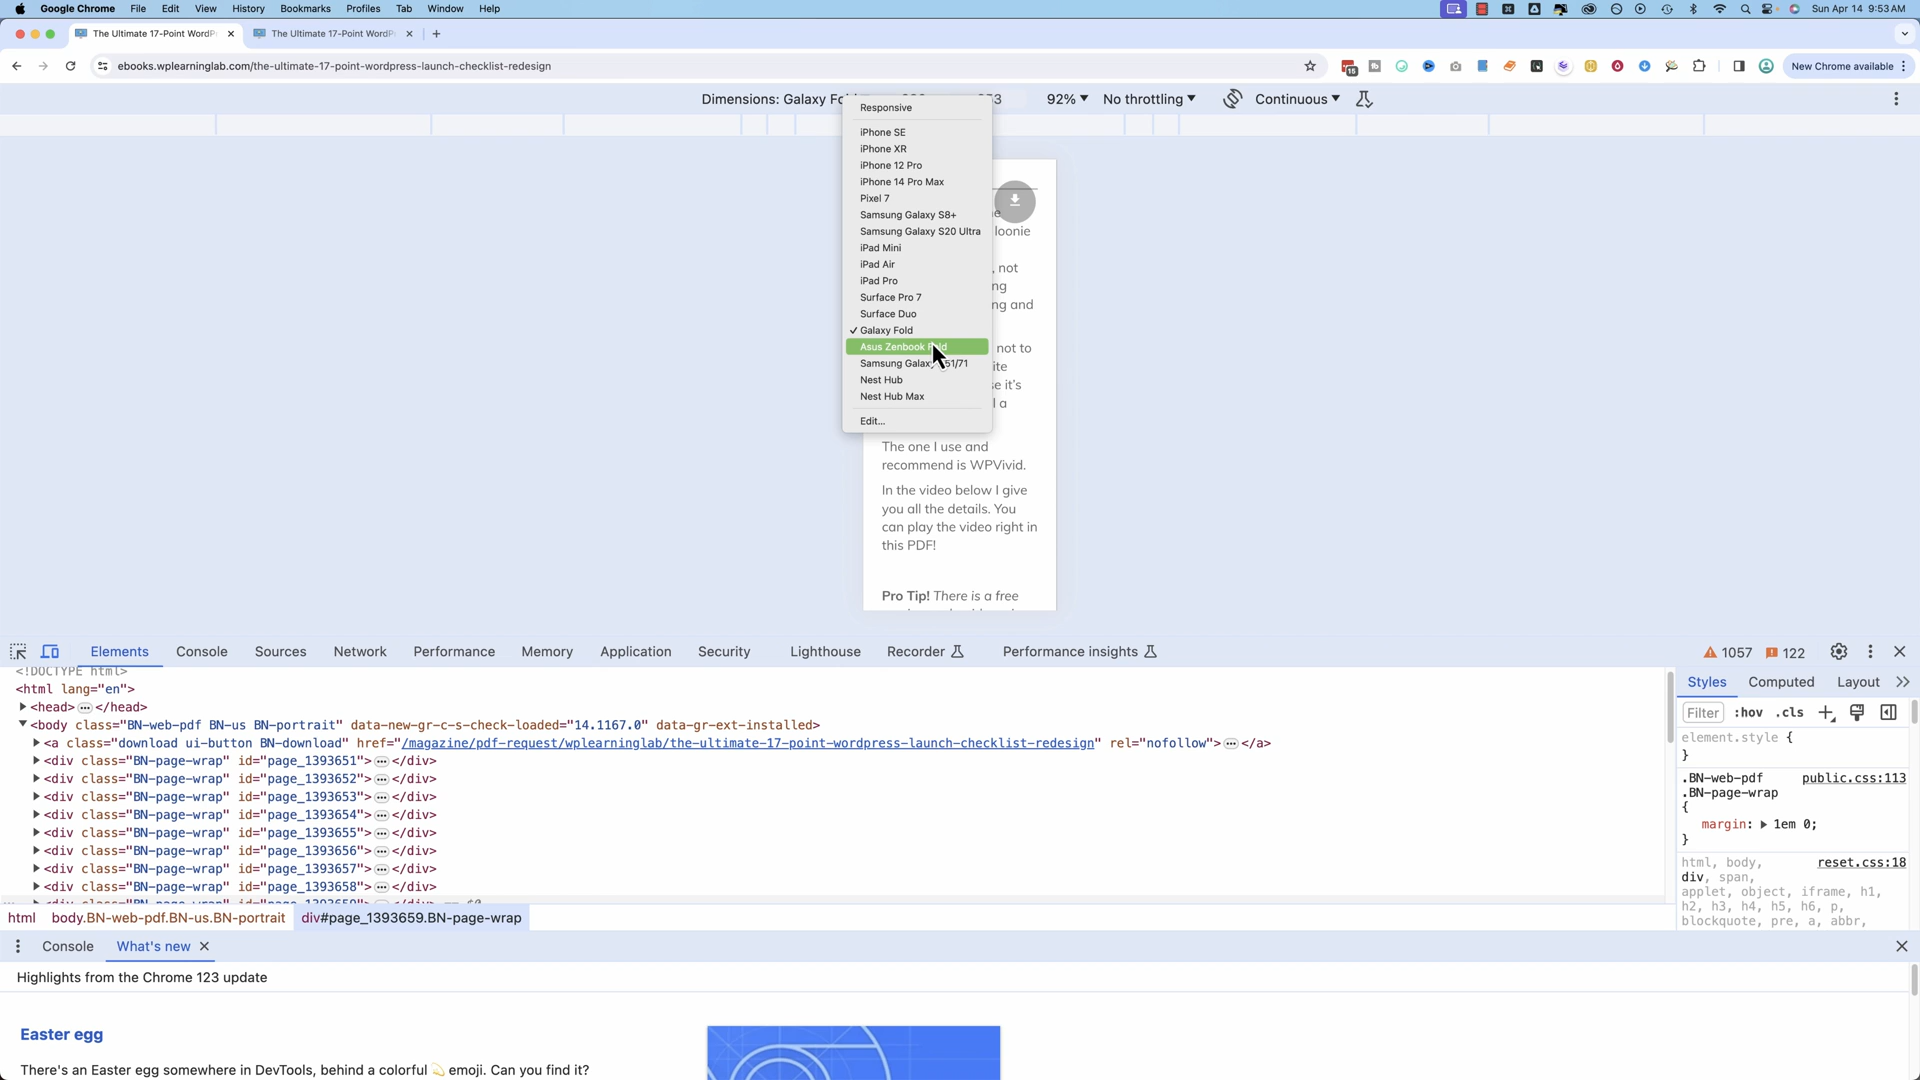 Google Chrome File Edit View History Bookmarks Profiles Tab Window Help Sun Apr 14 9:53 AM
The Ultimate 17-Point WordP The Ultimate 17-Point WordP
ebooks.wplearninglab.com/the-ultimate-17-point-wordpress-launch-checklist-redesign 15 New Chrome available
Dimensions: Galaxy Fo 92% No throttling Continuous
Responsive
iPhone SE
iPhone XR
iPhone 12 Pro
iPhone 14 Pro Max
Pixel 7
Samsung Galaxy S8+
Samsung Galaxy S20 Ultra
iPad Mini
iPad Air
iPad Pro
Surface Pro 7
Surface Duo
✓ Galaxy Fold
Asus Zenbook Fold
Samsung Galaxy 51/71
Nest Hub
Nest Hub Max
Edit...
loonie
, not
ng
ng and
not to
ite
se it's
l a
The one I use and
recommend is WPVivid.
In the video below I give
you all the details. You
can play the video right in
this PDF!
Pro Tip! There is a free
Elements Console Sources Network Performance Memory Application Security Lighthouse Recorder Performance insights 1057 122
<!DOCTYPE html>
<html lang="en">
<head> ••• </head>
<body class="BN-web-pdf BN-us BN-portrait" data-new-gr-c-s-check-loaded="14.1167.0" data-gr-ext-installed>
<a class="download ui-button BN-download" href="/magazine/pdf-request/wplearninglab/the-ultimate-17-point-wordpress-launch-checklist-redesign" rel="nofollow"> ••• </a>
<div class="BN-page-wrap" id="page_1393651"> ••• </div>
<div class="BN-page-wrap" id="page_1393652"> ••• </div>
<div class="BN-page-wrap" id="page_1393653"> ••• </div>
<div class="BN-page-wrap" id="page_1393654"> ••• </div>
<div class="BN-page-wrap" id="page_1393655"> ••• </div>
<div class="BN-page-wrap" id="page_1393656"> ••• </div>
<div class="BN-page-wrap" id="page_1393657"> ••• </div>
<div class="BN-page-wrap" id="page_1393658"> ••• </div>
html body.BN-web-pdf.BN-us.BN-portrait div#page_1393659.BN-page-wrap
Styles Computed Layout
Filter :hov .cls
element.style {
}
.BN-web-pdf public.css:113
.BN-page-wrap
{
margin: 1em 0;
}
html, body, reset.css:18
div, span,
applet, object, iframe, h1,
h2, h3, h4, h5, h6, p,
blockquote, pre, a, abbr,
Console What's new
Highlights from the Chrome 123 update
Easter egg
There's an Easter egg somewhere in DevTools, behind a colorful 💫 emoji. Can you find it?